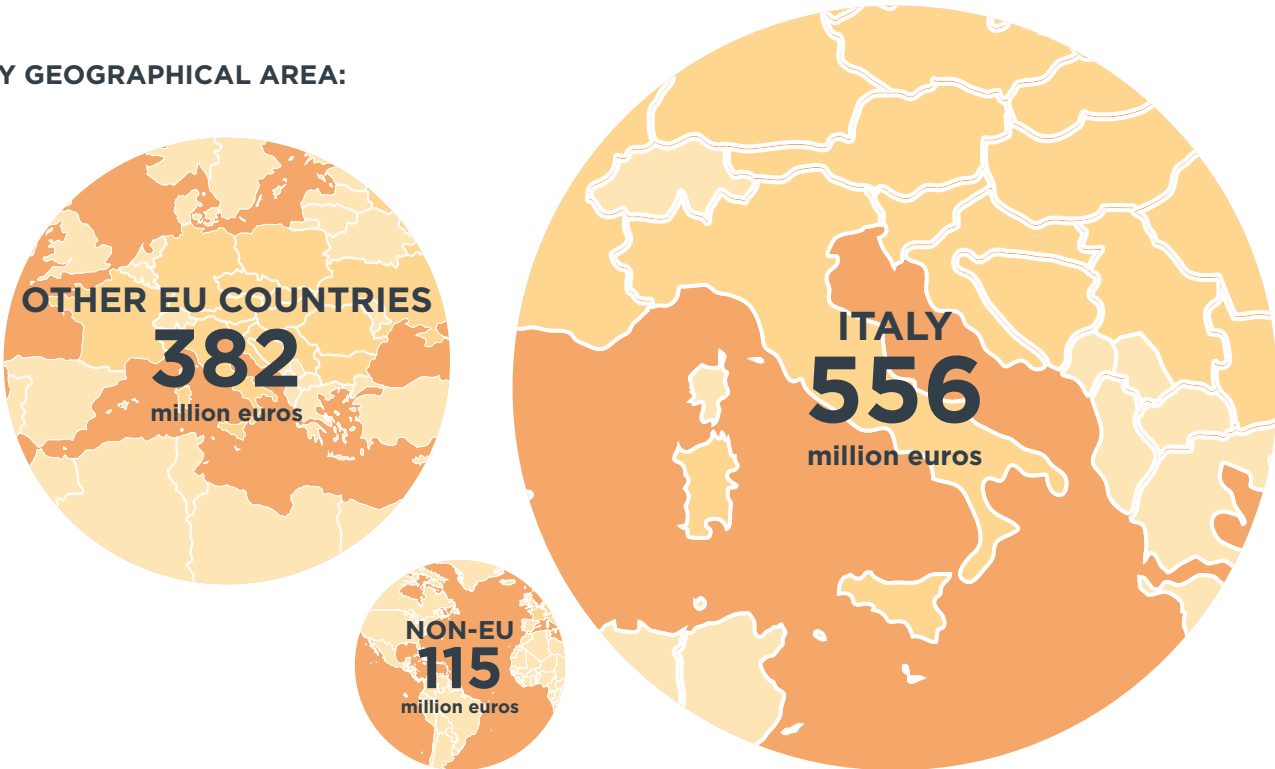 Y GEOGRAPHICAL AREA:
OTHER EU COUNTRIES
382
million euros
ITALY
556
million euros
NON-EU
115
million euros